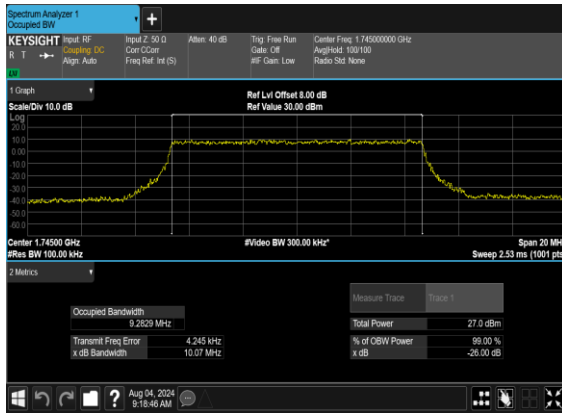 Spectrum Analyzer 1
Occupied BW
KEYSIGHT
R T
Input: RF
Coupling: DC
Align: Auto
Input Z: 50 Ω
Corr CCorr
Freq Ref: Int (S)
Atten: 40 dB
Trig: Free Run
Gate: Off
#IF Gain: Low
Center Freq: 1.745000000 GHz
Avg|Hold: 100/100
Radio Std: None
1 Graph
Scale/Div 10.0 dB
Ref Lvl Offset 8.00 dB
Ref Value 30.00 dBm
Log
20.0
10.0
0.00
-10.0
-20.0
-30.0
-40.0
-50.0
-60.0
Center 1.74500 GHz
#Res BW 100.00 kHz
#Video BW 300.00 kHz*
Span 20 MH
Sweep 2.53 ms (1001 pts
2 Metrics
Measure Trace Trace 1
Occupied Bandwidth
9.2829 MHz
Total Power 27.0 dBm
Transmit Freq Error 4.245 kHz
% of OBW Power 99.00 %
x dB Bandwidth 10.07 MHz
x dB -26.00 dB
Aug 04, 2024
9:18:46 AM